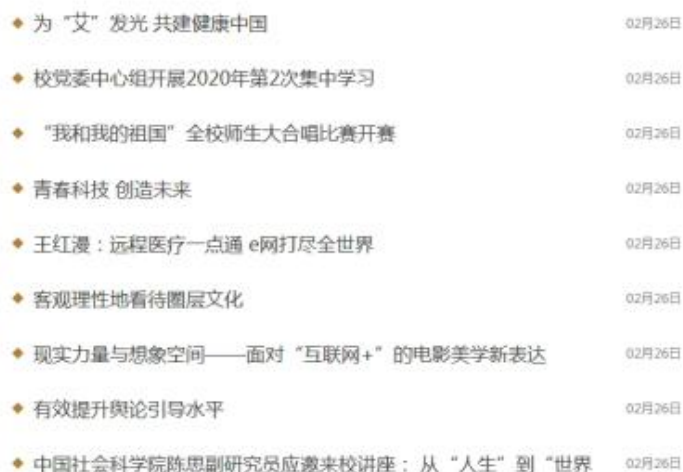 为“艾”发光 共建健康中国 02月26日
校党委中心组开展2020年第2次集中学习 02月26日
“我和我的祖国”全校师生大合唱比赛开赛 02月26日
青春科技 创造未来 02月26日
王红漫：远程医疗一点通 e网打尽全世界 02月26日
客观理性地看待圈层文化 02月26日
现实力量与想象空间——面对“互联网+”的电影美学新表达 02月26日
有效提升舆论引导水平 02月26日
中国社会科学院陈思副研究员应邀来校讲座：从“人生”到“世界 02月26日